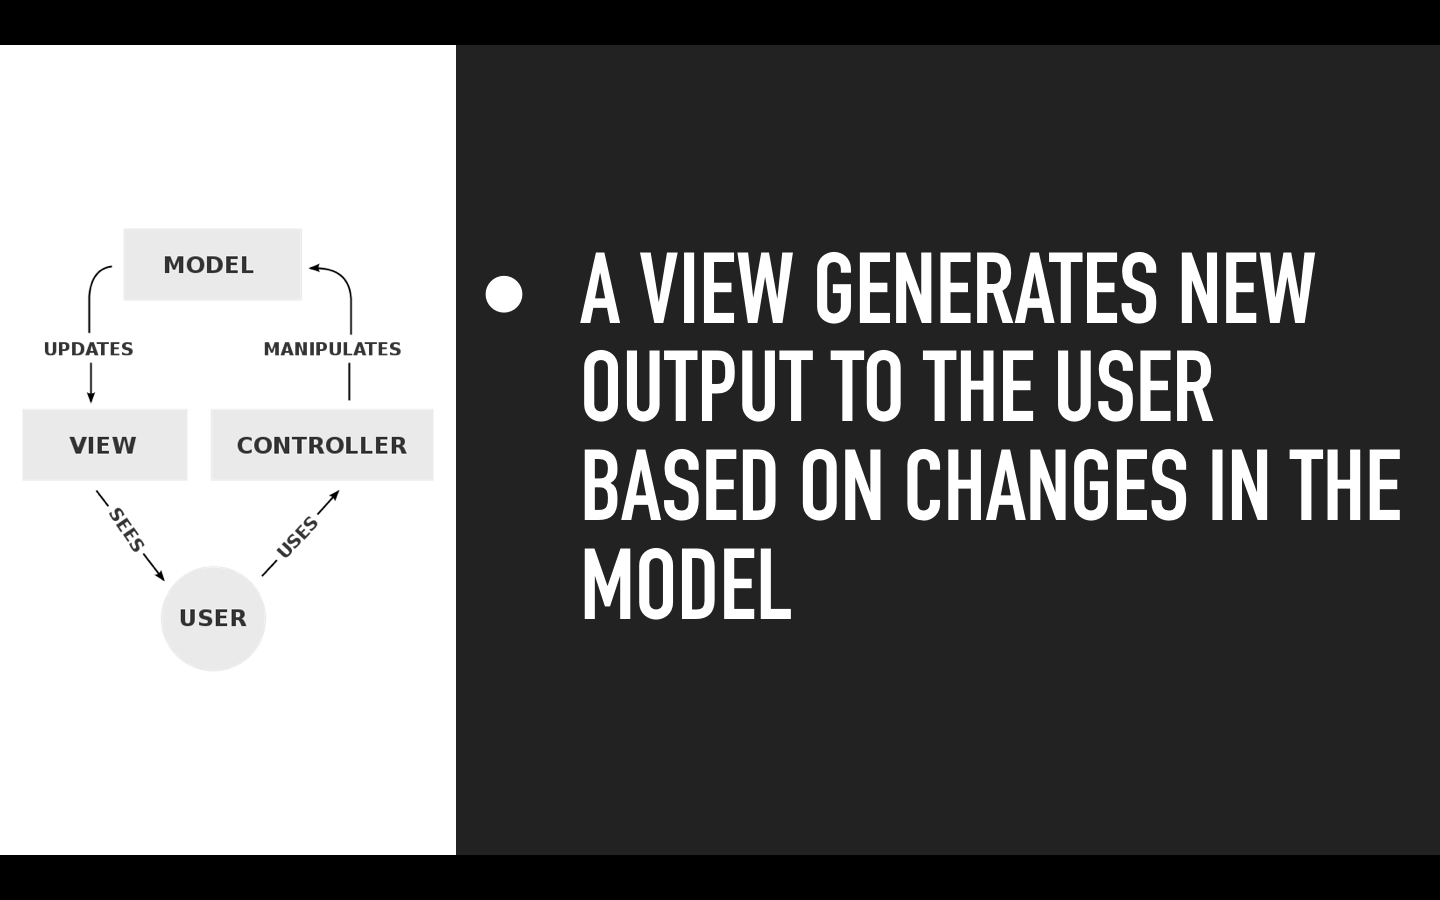 MODEL
UPDATES
MANIPULATES
VIEW
CONTROLLER
SEES
USES
USER
● A VIEW GENERATES NEW
OUTPUT TO THE USER
BASED ON CHANGES IN THE
MODEL